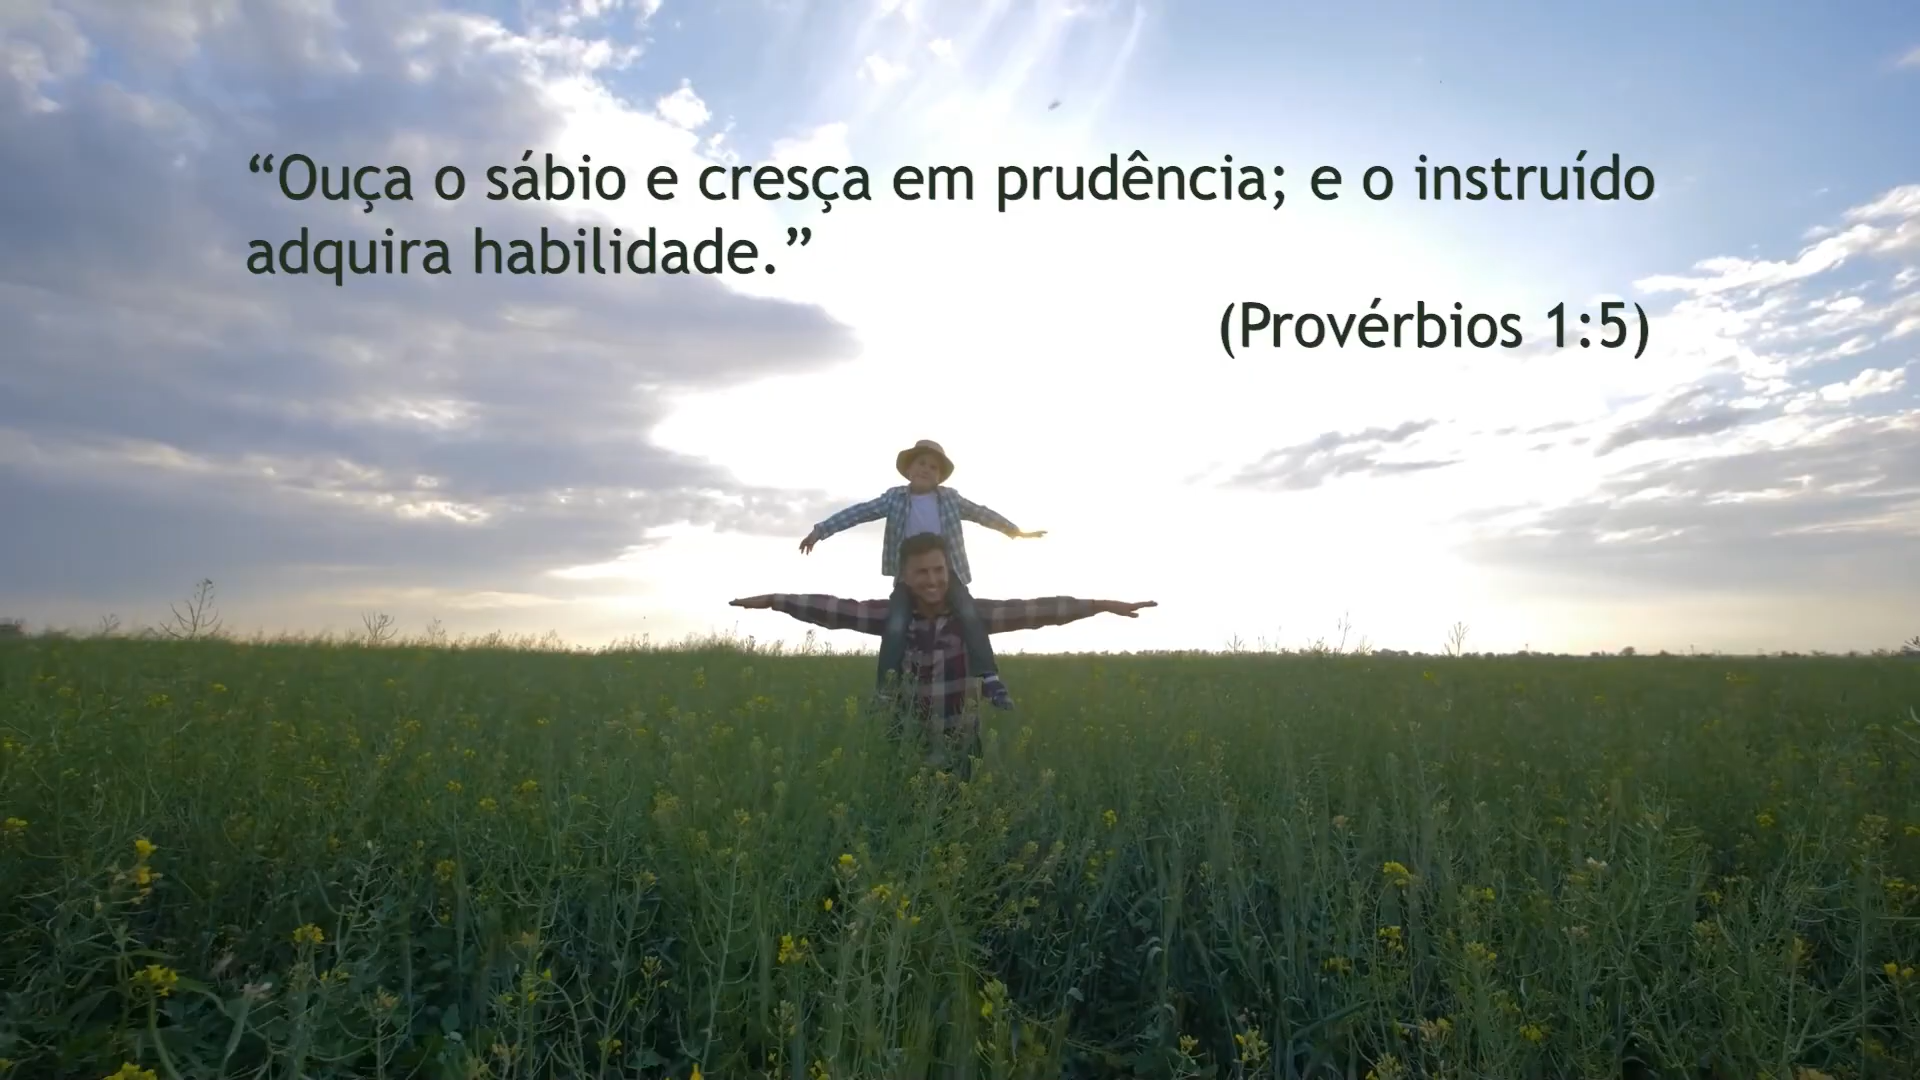 “Ouça o sábio e cresça em prudência; e o instruído
adquira habilidade.”
(Provérbios 1:5)